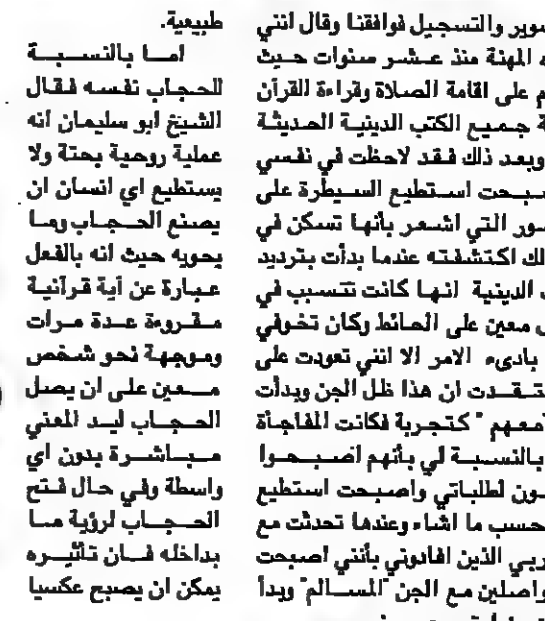 صوير والتسجيل فوافقنا وقال انني
ه المهنة منذ عشر سنوات حيث
م على اقامة الصلاة وقراءة القرآن
ة جميع الكتب الدينية الحديثة
وبعد ذلك فقد لاحظت في نفسي
سبحت استطيع السيطرة على
سور التي اشعر بأنها تسكن في
لك اكتشفته عندما بدأت بترديد
الدينية انها كانت تتسبب في
معين على الحائط وكان تخوفي
بادىء الامر الا انني تعودت على
تقدت ان هذا ظل الجن وبدأت
معهم " كتجربة فكانت المفاجأة
بالنسبة لي بأنهم اصبحوا
ون لطلباتي واصبحت استطيع
حسب ما اشاء وعندها تحدثت مع
ربي الذين افادوني بأنني اصبحت
واصلين مع الجن "المسالم" وبدأ
طبيعية.
اما بالنسبة
للحجاب نفسه فقال
الشيخ ابو سليمان انه
عملية روحية بحتة ولا
يستطيع اي انسان ان
يصنع الحجاب وما
يحويه حيث انه بالفعل
عبارة عن أية قرآنية
مقروءة عدة مرات
وموجهة نحو شخص
معين على ان يصل
الحجاب ليد المعني
مباشرة بدون اي
واسطة وفي حال فتح
الحجاب لرؤية ما
بداخله فان تأثيره
يمكن ان يصبح عكسيا